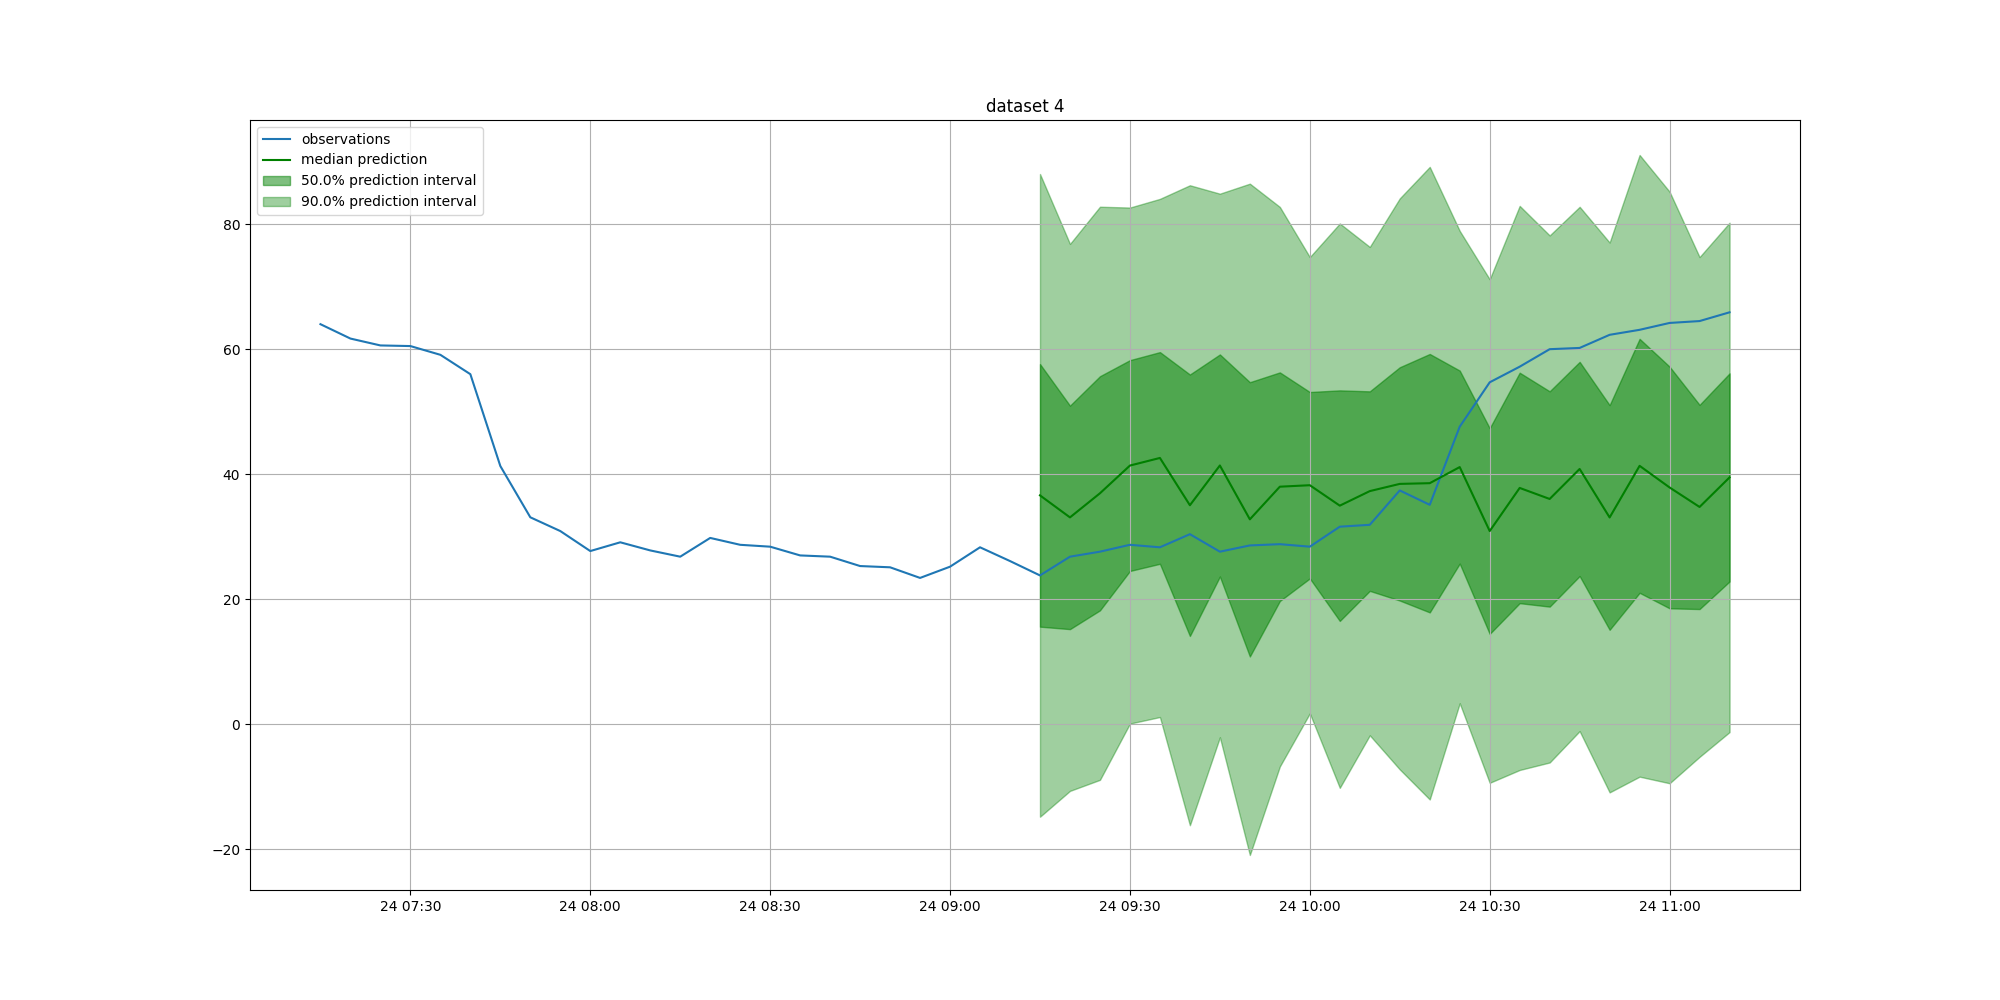 dataset 4
observations
median prediction
50.0% prediction interval
90.0% prediction interval
80
60
40
20
0
−20
24 07:30 24 08:00 24 08:30 24 09:00 24 09:30 24 10:00 24 10:30 24 11:00